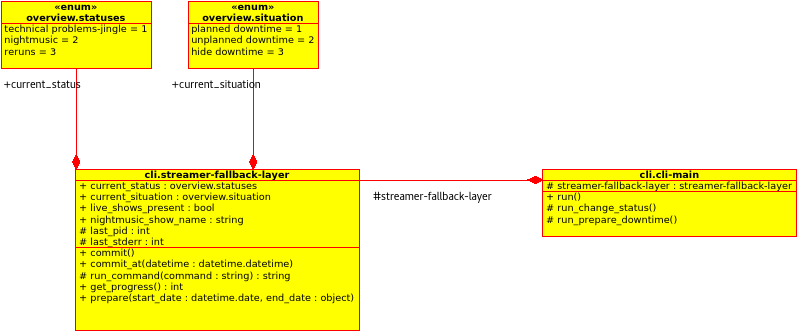 «enum»
overview.statuses
technical problems-jingle = 1
nightmusic = 2
reruns = 3
«enum»
overview.situation
planned downtime = 1
unplanned downtime = 2
hide downtime = 3
+current_status
+current_situation
cli.streamer-fallback-layer
+ current_status : overview.statuses
+ current_situation : overview.situation
+ live_shows_present : bool
+ nightmusic_show_name : string
# last_pid : int
# last_stderr : int
+ commit()
+ commit_at(datetime : datetime.datetime)
# run_command(command : string) : string
+ get_progress() : int
+ prepare(start_date : datetime.date, end_date : object)
#streamer-fallback-layer
cli.cli-main
# streamer-fallback-layer : streamer-fallback-layer
+ run()
# run_change_status()
# run_prepare_downtime()